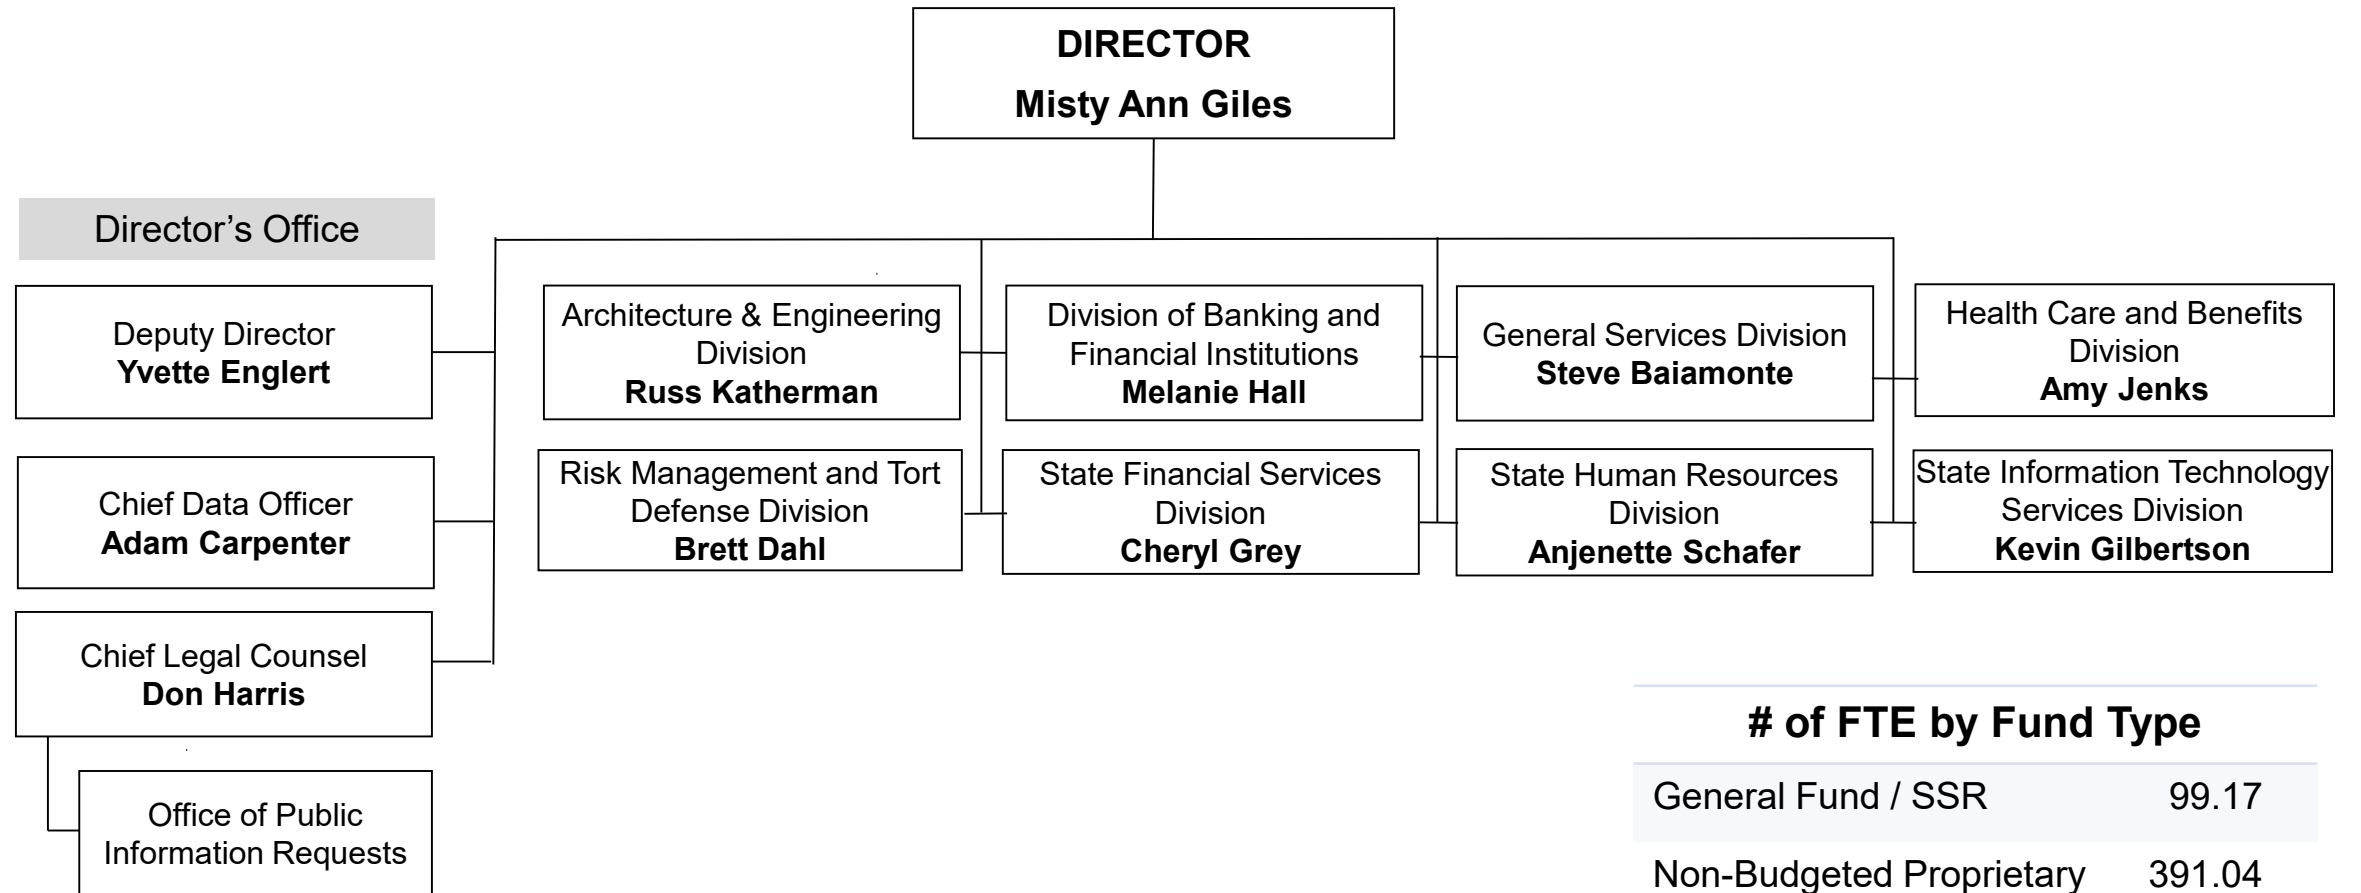 DIRECTOR
Misty Ann Giles
Director’s Office
Deputy Director
Yvette Englert
Chief Data Officer
Adam Carpenter
Chief Legal Counsel
Don Harris
Office of Public
Information Requests
Architecture & Engineering
Division
Russ Katherman
Division of Banking and
Financial Institutions
Melanie Hall
General Services Division
Steve Baiamonte
Health Care and Benefits
Division
Amy Jenks
Risk Management and Tort
Defense Division
Brett Dahl
State Financial Services
Division
Cheryl Grey
State Human Resources
Division
Anjenette Schafer
State Information Technology
Services Division
Kevin Gilbertson
# of FTE by Fund Type
General Fund / SSR 99.17
Non-Budgeted Proprietary 391.04